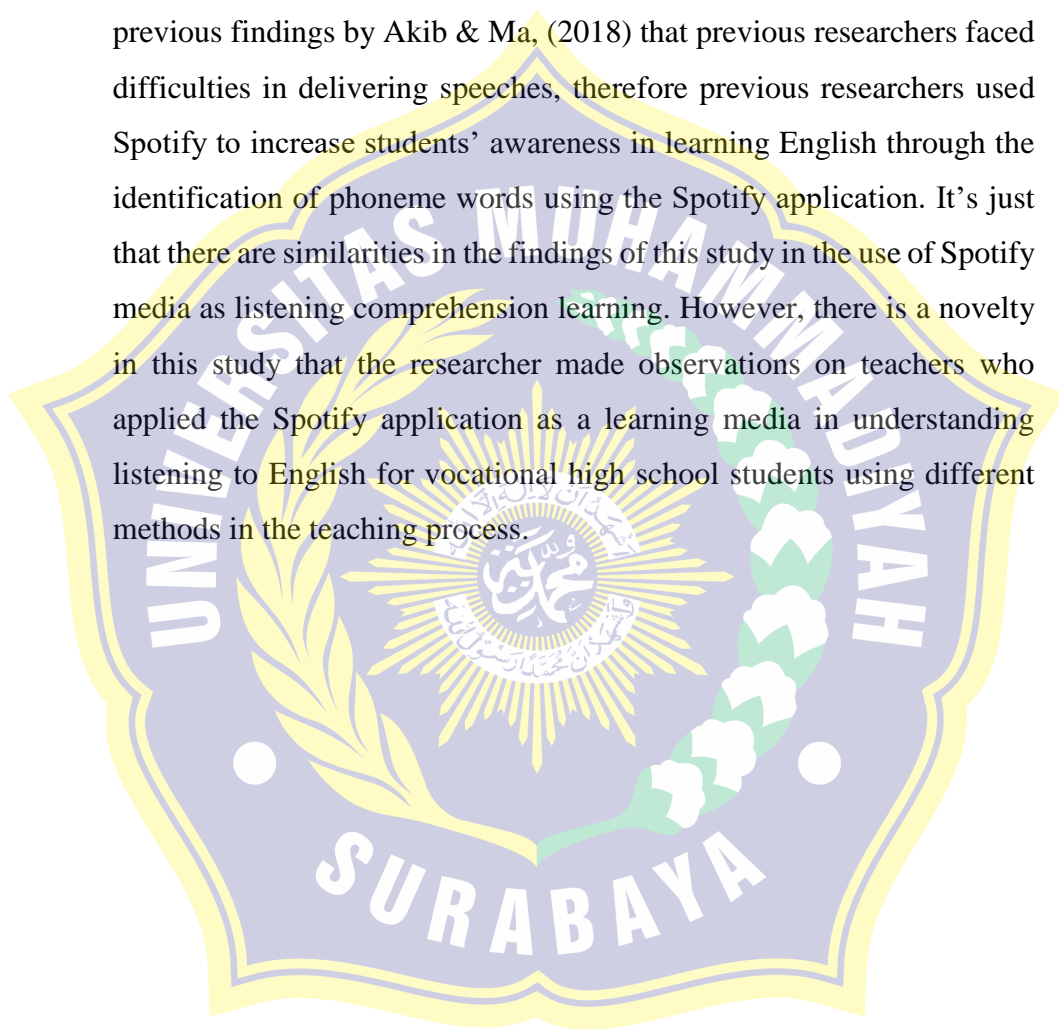 previous findings by Akib & Ma, (2018) that previous researchers faced
difficulties in delivering speeches, therefore previous researchers used
Spotify to increase students’ awareness in learning English through the
identification of phoneme words using the Spotify application. It’s just
that there are similarities in the findings of this study in the use of Spotify
media as listening comprehension learning. However, there is a novelty
in this study that the researcher made observations on teachers who
applied the Spotify application as a learning media in understanding
listening to English for vocational high school students using different
methods in the teaching process.
UNIVERSITAS MUHAMMADIYAH
SURABAYA